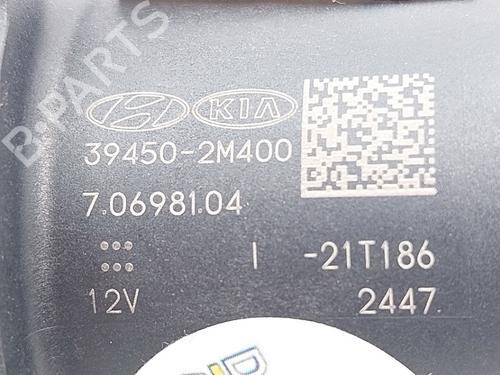 B-PARTS
KIA
39450-2M400
7.06981.04
I -21T186
12V 2447